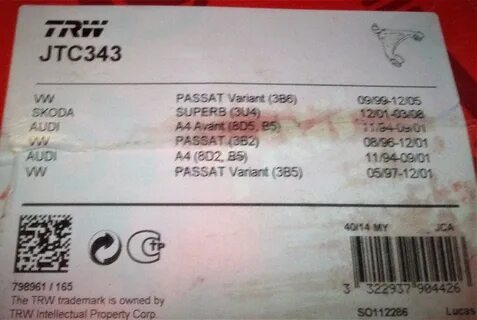 TRW
JTC343
VW PASSAT Variant (3B6) 09/99-12/05
SKODA SUPERB (3U4) 12/01-03/08
AUDI A4 Avant (8D5, B5) 11/94-09/01
VW PASSAT (3B2) 08/96-12/01
AUDI A4 (8D2, B5) 11/94-09/01
VW PASSAT Variant (3B5) 05/97-12/01
40/14 MY JCA
798961 / 165
3 322937 904426
The TRW trademark is owned by
TRW Intellectual Property Corp.
SO112286 Lucas